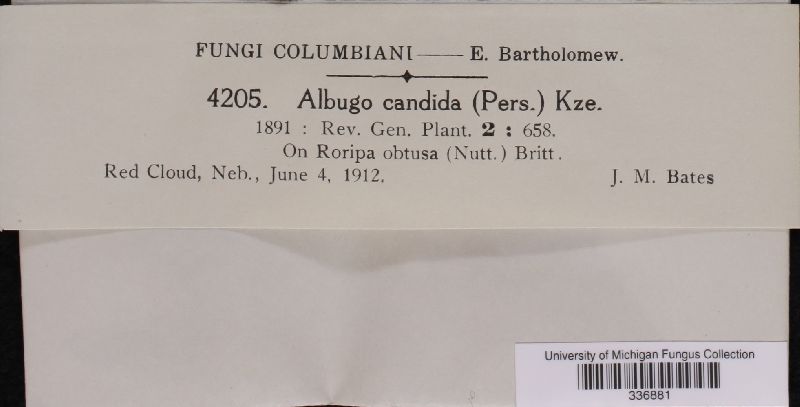 FUNGI COLUMBIANI — E. Bartholomew.
4205. Albugo candida (Pers.) Kze.
1891 : Rev. Gen. Plant. 2 : 658.
On Roripa obtusa (Nutt.) Britt.
Red Cloud, Neb., June 4, 1912. J. M. Bates
University of Michigan Fungus Collection
336881